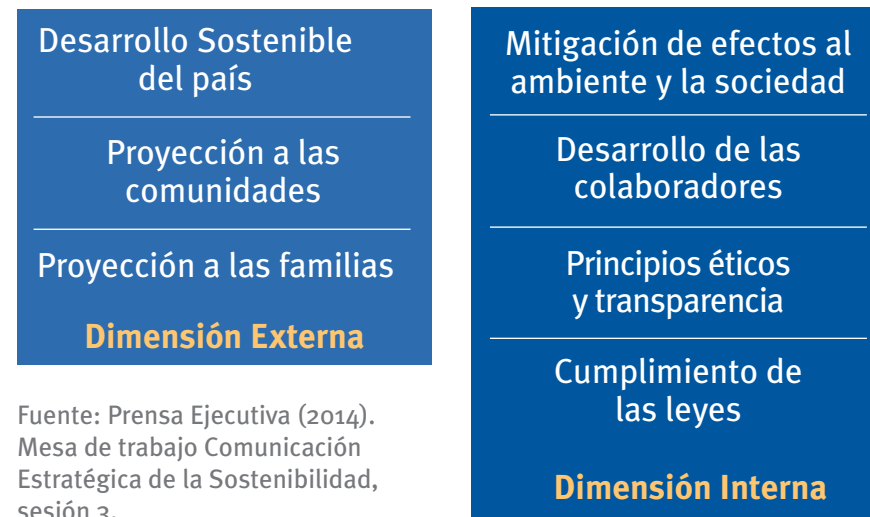 Desarrollo Sostenible
del país
Proyección a las
comunidades
Proyección a las familias
Dimensión Externa
Fuente: Prensa Ejecutiva (2014).
Mesa de trabajo Comunicación
Estratégica de la Sostenibilidad,
sesión 3.
Mitigación de efectos al
ambiente y la sociedad
Desarrollo de las
colaboradores
Principios éticos
y transparencia
Cumplimiento de
las leyes
Dimensión Interna